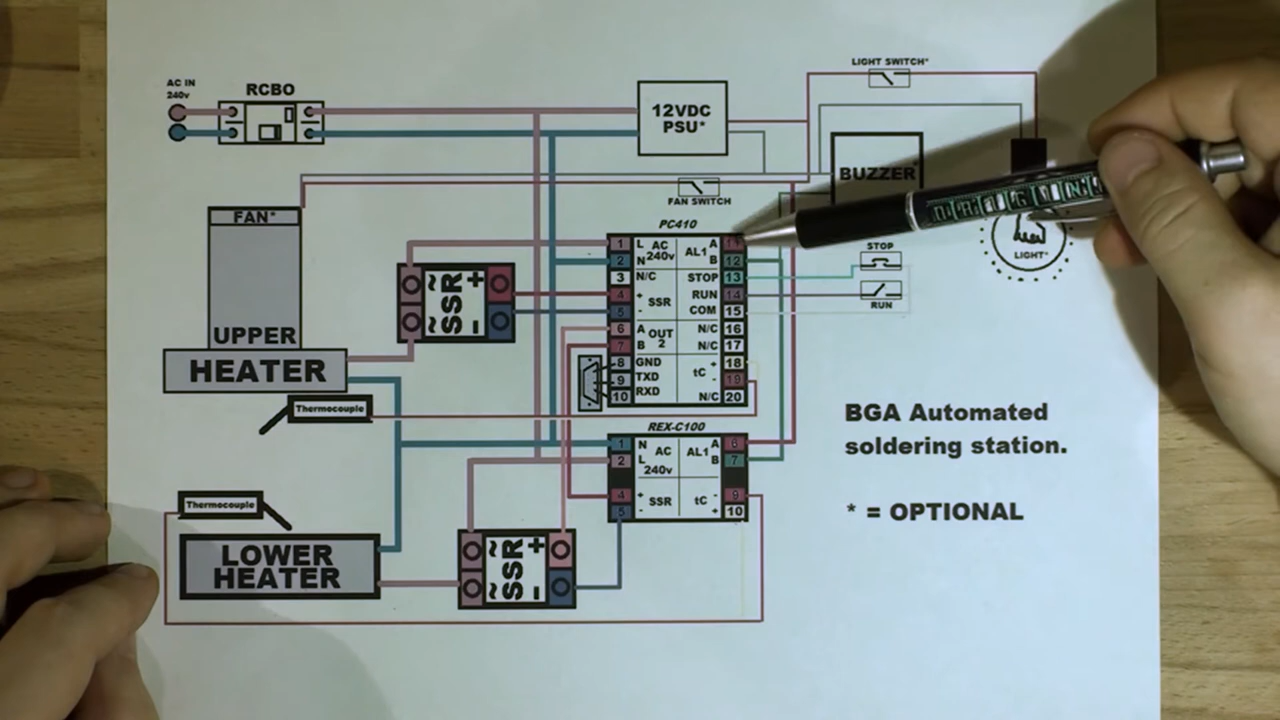 AC IN
240v
RCBO
12VDC
PSU*
LIGHT SWITCH*
BUZZER
FAN SWITCH
FAN*
UPPER
HEATER
Thermocouple
Thermocouple
LOWER
HEATER
~ SSR +
~ -
~ SSR +
~ -
PC410
1 L AC 240v AL1 A 11
2 N B 12
3 N/C STOP 13
4 + SSR RUN 14
5 - COM 15
6 A OUT 2 N/C 16
7 B N/C 17
8 GND tC + 18
9 TXD - 19
10 RXD N/C 20
REX-C100
1 N AC 240v AL1 A 6
2 L B 7
4 + SSR tC - 9
5 - + 10
STOP
RUN
LIGHT*
BGA Automated
soldering station.
* = OPTIONAL